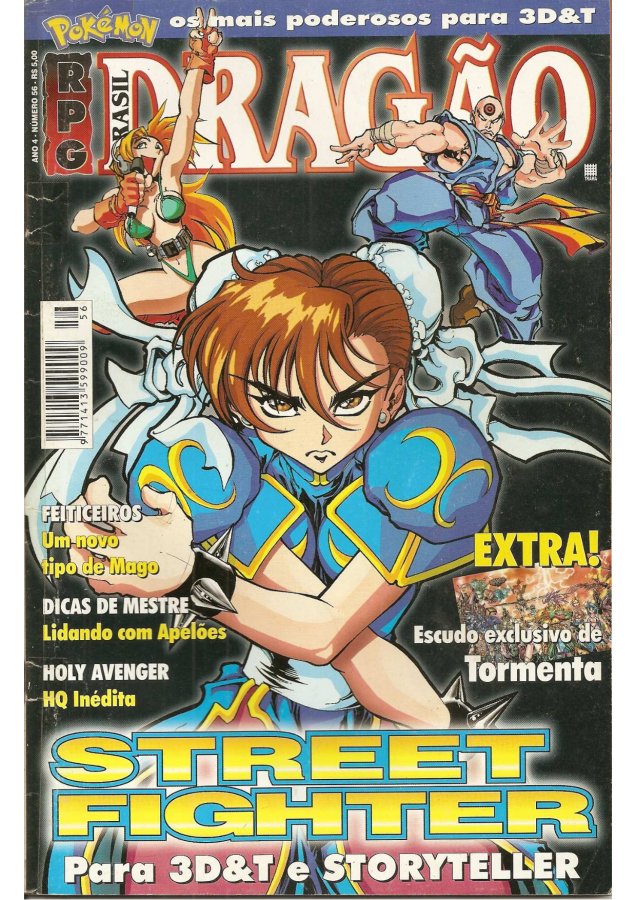 POKéMON os mais poderosos para 3D&T
ANO 4 - NÚMERO 56 - R$ 5,00
RPG
BRASIL
DRAGÃO
56
9771413599009
FEITICEIROS
Um novo
tipo de Mago
DICAS DE MESTRE
Lidando com Apelões
HOLY AVENGER
HQ Inédita
EXTRA!
Escudo exclusivo de
Tormenta
STREET
FIGHTER
Para 3D&T e STORYTELLER